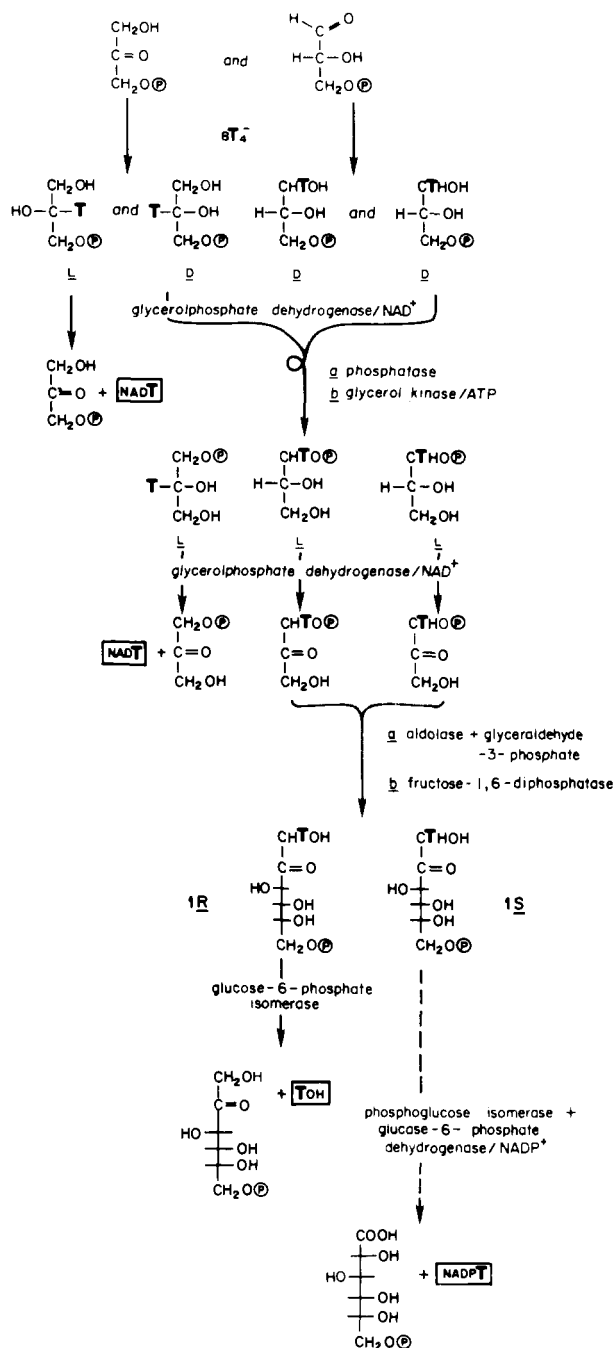 CH₂OH H O
C=O and H-C-OH
CH₂OⓅ CH₂OⓅ
BT₄⁻
CH₂OH CH₂OH CHTOH CTHOH
HO-C-T and T-C-OH H-C-OH and H-C-OH
CH₂OⓅ CH₂OⓅ CH₂OⓅ CH₂OⓅ
L D D D
glycerolphosphate dehydrogenase/NAD⁺
CH₂OH
C=O + NADT
CH₂OⓅ
a phosphatase
b glycerol kinase/ATP
CH₂OⓅ CHTOⓅ CTHOⓅ
T-C-OH H-C-OH H-C-OH
CH₂OH CH₂OH CH₂OH
L L L
glycerolphosphate dehydrogenase/NAD⁺
CH₂OⓅ CHTOⓅ CTHOⓅ
NADT + C=O C=O C=O
CH₂OH CH₂OH CH₂OH
a aldolase + glyceraldehyde
-3-phosphate
b fructose-1,6-diphosphatase
CHTOH CTHOH
C=O C=O
1R HO HO 1S
OH OH
OH OH
CH₂OⓅ CH₂OⓅ
glucose-6-phosphate
isomerase
+ TOH
CH₂OH
C=O
HO
OH
OH
CH₂OⓅ
phosphoglucose isomerase +
glucase-6-phosphate
dehydrogenase/NADP⁺
COOH
OH
HO + NADPT
OH
OH
CH₂OⓅ